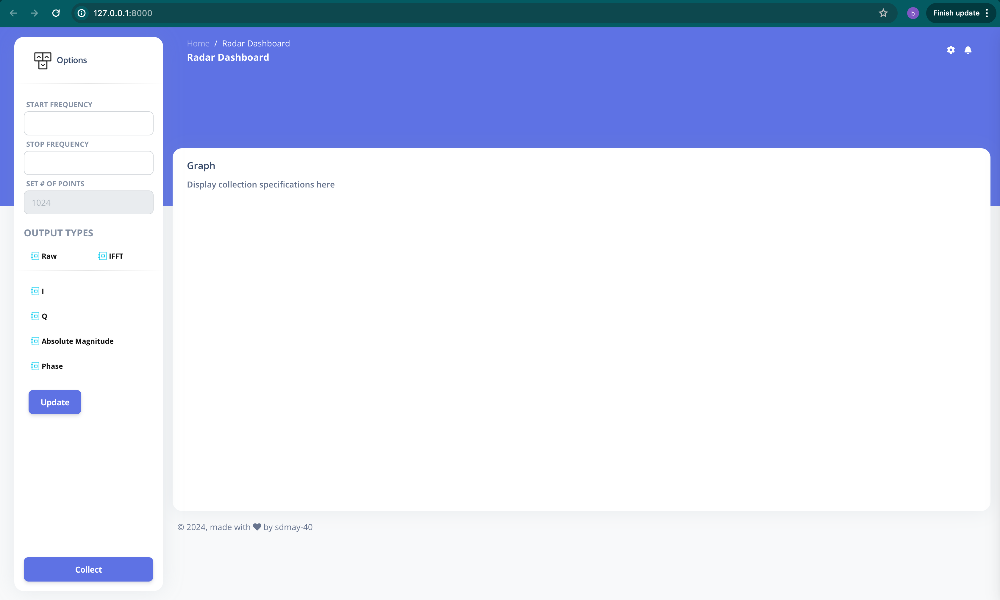 127.0.0.1:8000
b
Finish update
Options
START FREQUENCY
STOP FREQUENCY
SET # OF POINTS
1024
OUTPUT TYPES
Raw IFFT
I
Q
Absolute Magnitude
Phase
Update
Collect
Home / Radar Dashboard
Radar Dashboard
Graph
Display collection specifications here
© 2024, made with by sdmay-40